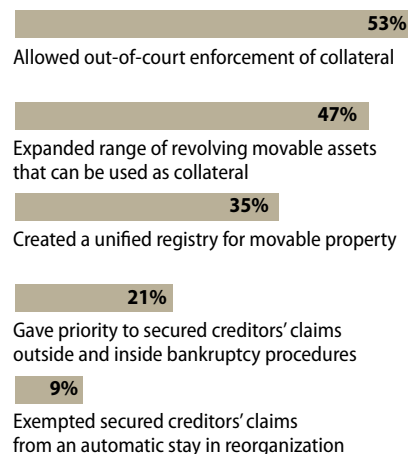 53%
Allowed out-of-court enforcement of collateral
47%
Expanded range of revolving movable assets
that can be used as collateral
35%
Created a unified registry for movable property
21%
Gave priority to secured creditors’ claims
outside and inside bankruptcy procedures
9%
Exempted secured creditors’ claims
from an automatic stay in reorganization